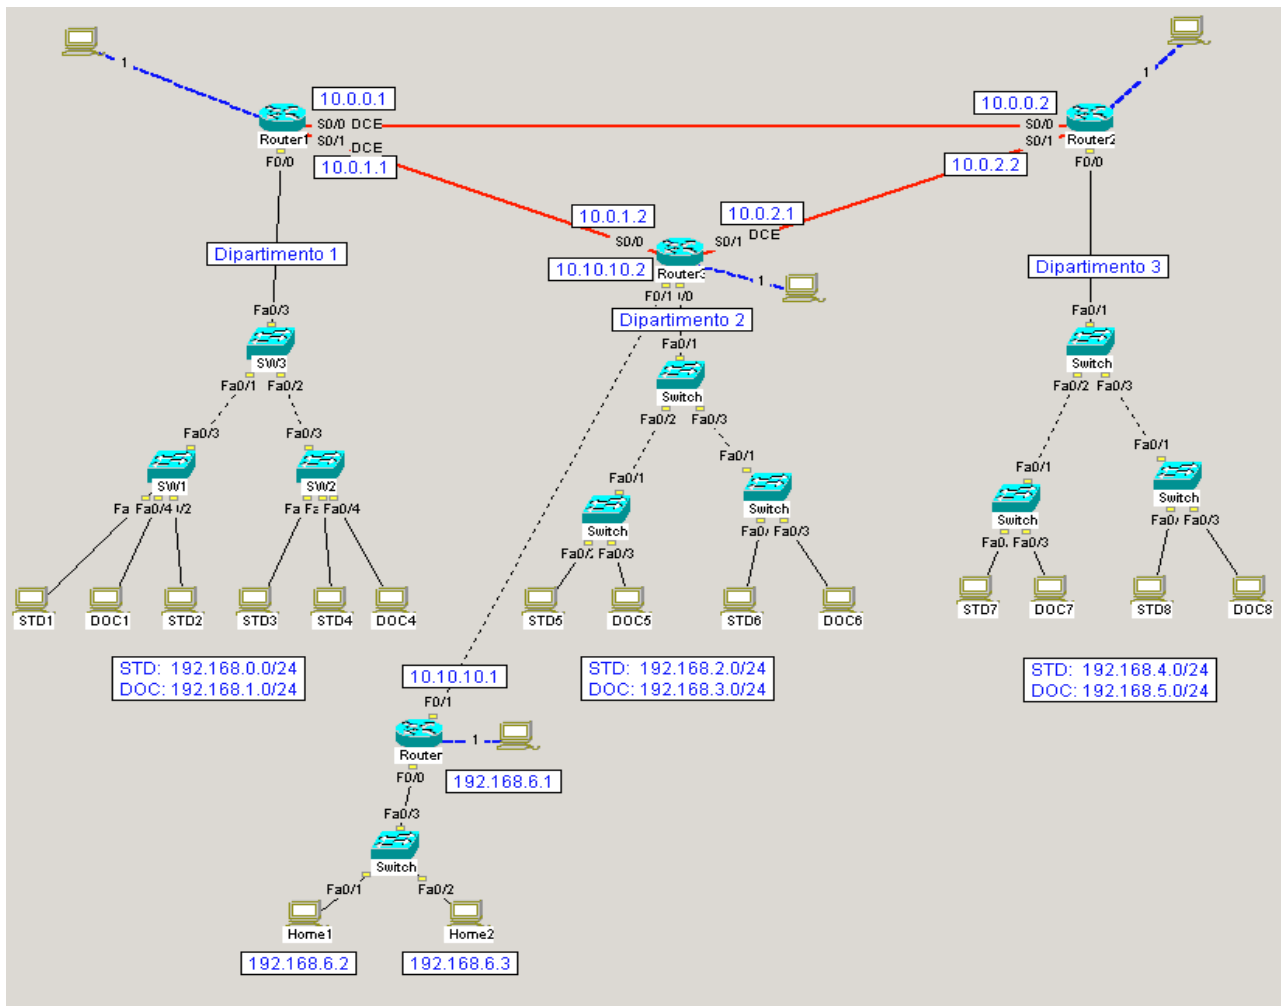 1
10.0.0.1
S0/0 DCE
Router1
S0/1
DCE
F0/0
10.0.1.1
10.0.0.2
1
S0/0
S0/1
Router2
F0/0
10.0.2.2
10.0.1.2
10.0.2.1
S0/0
S0/1
DCE
10.10.10.2
Router3
1
F0/1
Dipartimento 1
Dipartimento 2
Dipartimento 3
Fa0/3
SW3
Fa0/1
Fa0/2
Fa0/1
Switch
Fa0/2
Fa0/3
Fa0/1
Switch
Fa0/2
Fa0/3
Fa0/3
SW1
Fa0/4
Fa0/3
SW2
Fa0/4
Fa0/1
Switch
Fa0/3
Fa0/1
Switch
Fa0/3
Fa0/1
Switch
Fa0/3
Fa0/1
Switch
Fa0/3
STD1
DOC1
STD2
STD3
STD4
DOC4
STD5
DOC5
STD6
DOC6
STD7
DOC7
STD8
DOC8
STD: 192.168.0.0/24
DOC: 192.168.1.0/24
STD: 192.168.2.0/24
DOC: 192.168.3.0/24
STD: 192.168.4.0/24
DOC: 192.168.5.0/24
10.10.10.1
F0/1
Router
1
F0/0
192.168.6.1
Fa0/3
Switch
Fa0/1
Fa0/2
Home1
Home2
192.168.6.2
192.168.6.3